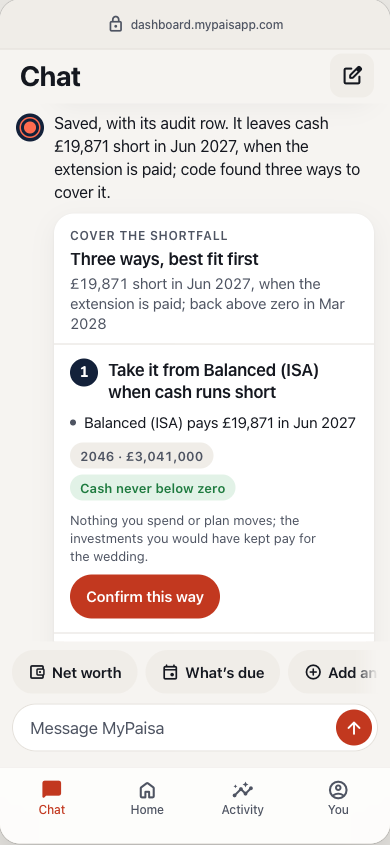 dashboard.mypaisapp.com
Chat
Saved, with its audit row. It leaves cash
£19,871 short in Jun 2027, when the
extension is paid; code found three ways to
cover it.
COVER THE SHORTFALL
Three ways, best fit first
£19,871 short in Jun 2027, when the
extension is paid; back above zero in Mar
2028
1
Take it from Balanced (ISA)
when cash runs short
• Balanced (ISA) pays £19,871 in Jun 2027
2046 · £3,041,000
Cash never below zero
Nothing you spend or plan moves; the
investments you would have kept pay for
the wedding.
Confirm this way
Net worth
What's due
Add an
Message MyPaisa
Chat
Home
Activity
You